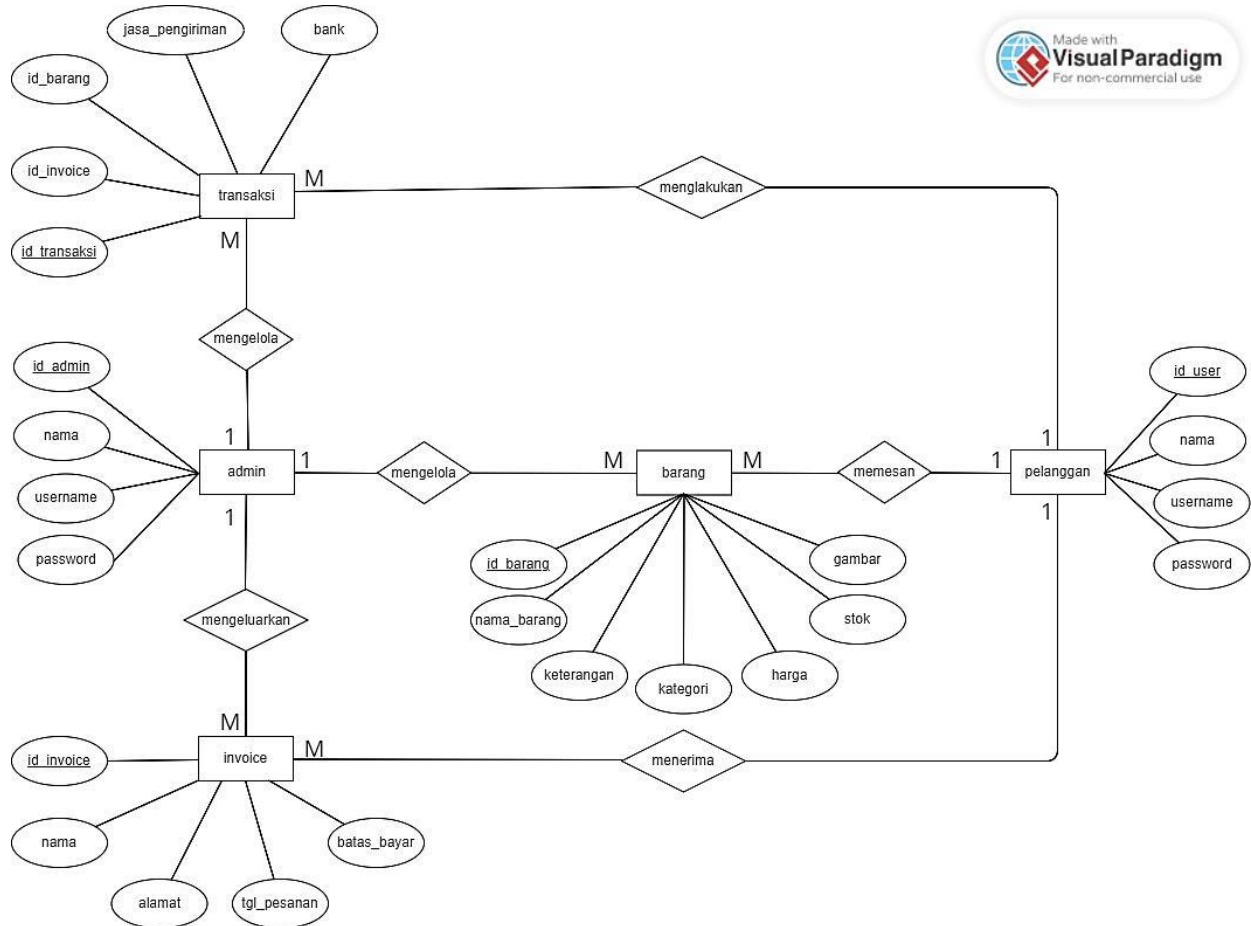 jasa_pengiriman
bank
Made with
Visual Paradigm
For non-commercial use
id_barang
id_invoice
transaksi
M
menglakukan
id_transaksi
M
mengelola
id_admin
id_user
nama
nama
1
1
admin
1
mengelola
M
barang
M
memesan
1
pelanggan
username
username
1
1
password
password
id_barang
gambar
nama_barang
stok
mengeluarkan
keterangan
kategori
harga
M
M
id_invoice
invoice
menerima
nama
batas_bayar
alamat
tgl_pesanan